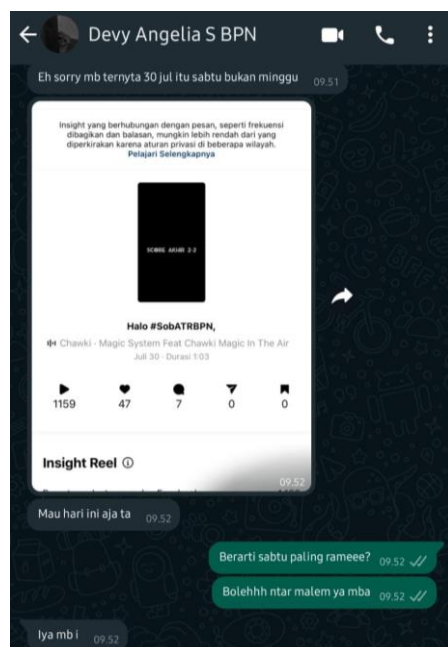 Devy Angelia S BPN
Eh sorry mb ternyta 30 jul itu sabtu bukan minggu 09.51
Insight yang berhubungan dengan pesan, seperti frekuensi
dibagikan dan balasan, mungkin lebih rendah dari yang
diperkirakan karena aturan privasi di beberapa wilayah.
Pelajari Selengkapnya
SCORE AKHIR 2-2
Halo #SobATRBPN,
Chawki - Magic System Feat Chawki Magic In The Air
Juli 30 · Durasi 1:03
1159 47 7 0 0
Insight Reel
09.52
Mau hari ini aja ta 09.52
Berarti sabtu paling rameee? 09.52
Bolehhh ntar malem ya mba 09.52
Iya mb i 09.52